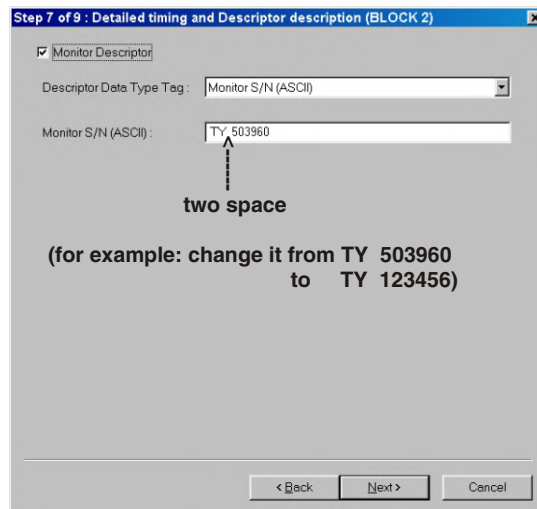 Step 7 of 9 : Detailed timing and Descriptor description (BLOCK 2)
Monitor Descriptor
Descriptor Data Type Tag : Monitor S/N (ASCII)
Monitor S/N (ASCII) : TY  503960
two space
(for example: change it from TY  503960
to TY  123456)
< Back Next > Cancel